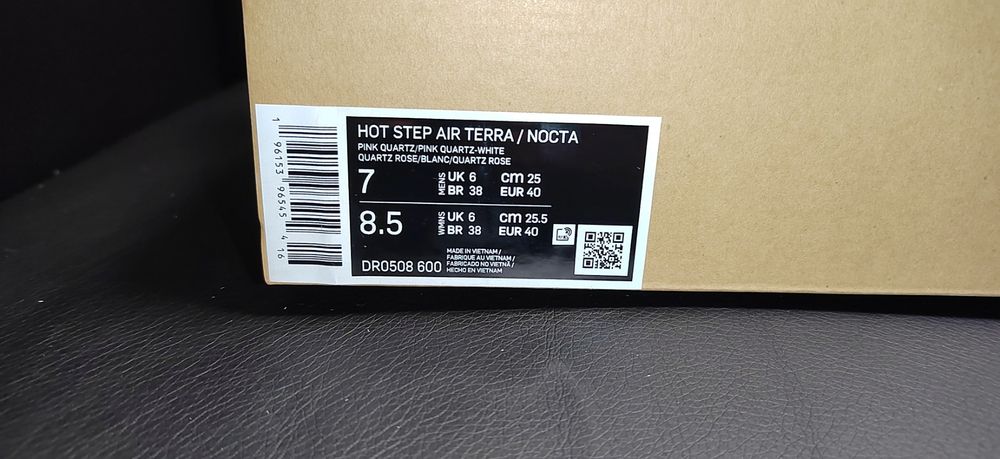 1 96153 96545 4 16
HOT STEP AIR TERRA / NOCTA
PINK QUARTZ/PINK QUARTZ-WHITE
QUARTZ ROSE/BLANC/QUARTZ ROSE
7 MENS UK 6 cm 25
BR 38 EUR 40
8.5 WMNS UK 6 cm 25.5
BR 38 EUR 40
MADE IN VIETNAM /
FABRIQUE AU VIETNAM /
FABRICADO NO VIETNÃ /
HECHO EN VIETNAM
DR0508 600